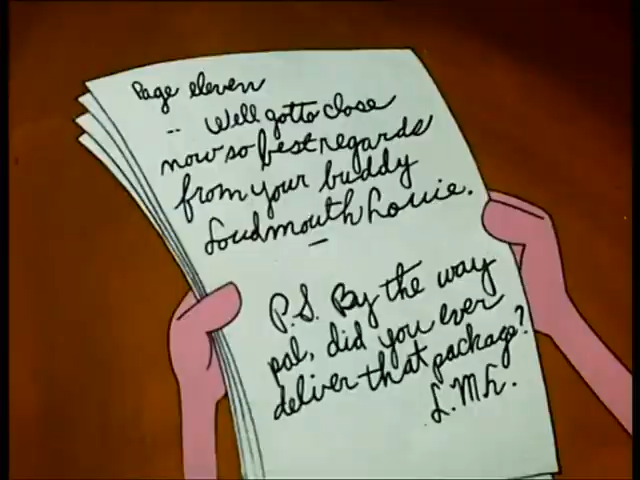 Page eleven
-- Well gotta close
now so best regards
from your buddy
Loudmouth Louie.
P.S. By the way
pal, did you ever
deliver that package?
L.M.L.